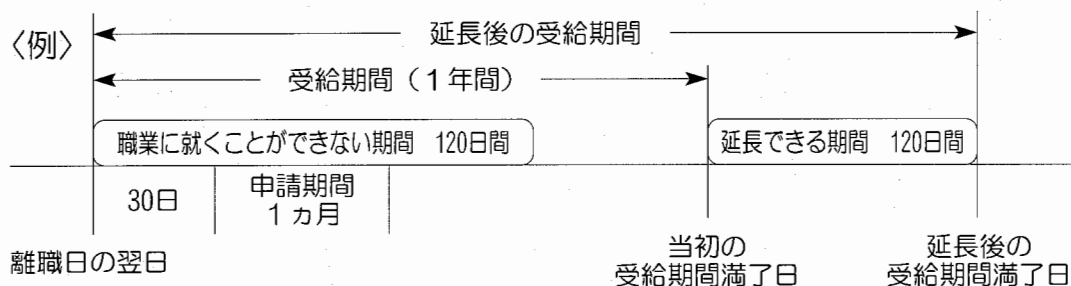 〈例〉
延長後の受給期間
受給期間（1年間）
職業に就くことができない期間　120日間
延長できる期間　120日間
30日
申請期間
1ヵ月
離職日の翌日
当初の
受給期間満了日
延長後の
受給期間満了日